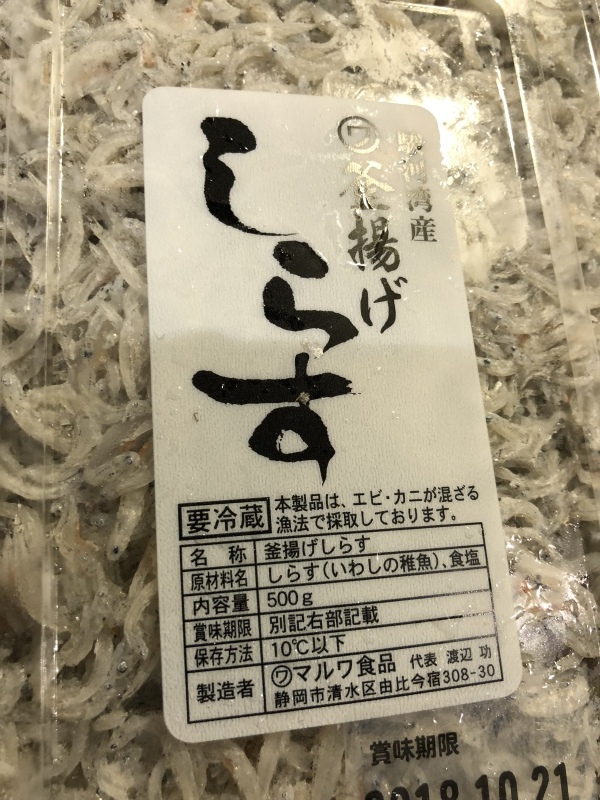 駿河湾産
㋻釜揚げ
しらす
要冷蔵
本製品は、エビ・カニが混ざる
漁法で採取しております。
名 称 釜揚げしらす
原材料名 しらす(いわしの稚魚)、食塩
内容量 500g
賞味期限 別記右部記載
保存方法 10℃以下
製造者 ㋻マルワ食品 代表 渡辺 功
静岡市清水区由比今宿308-30
賞味期限
2018.10.21